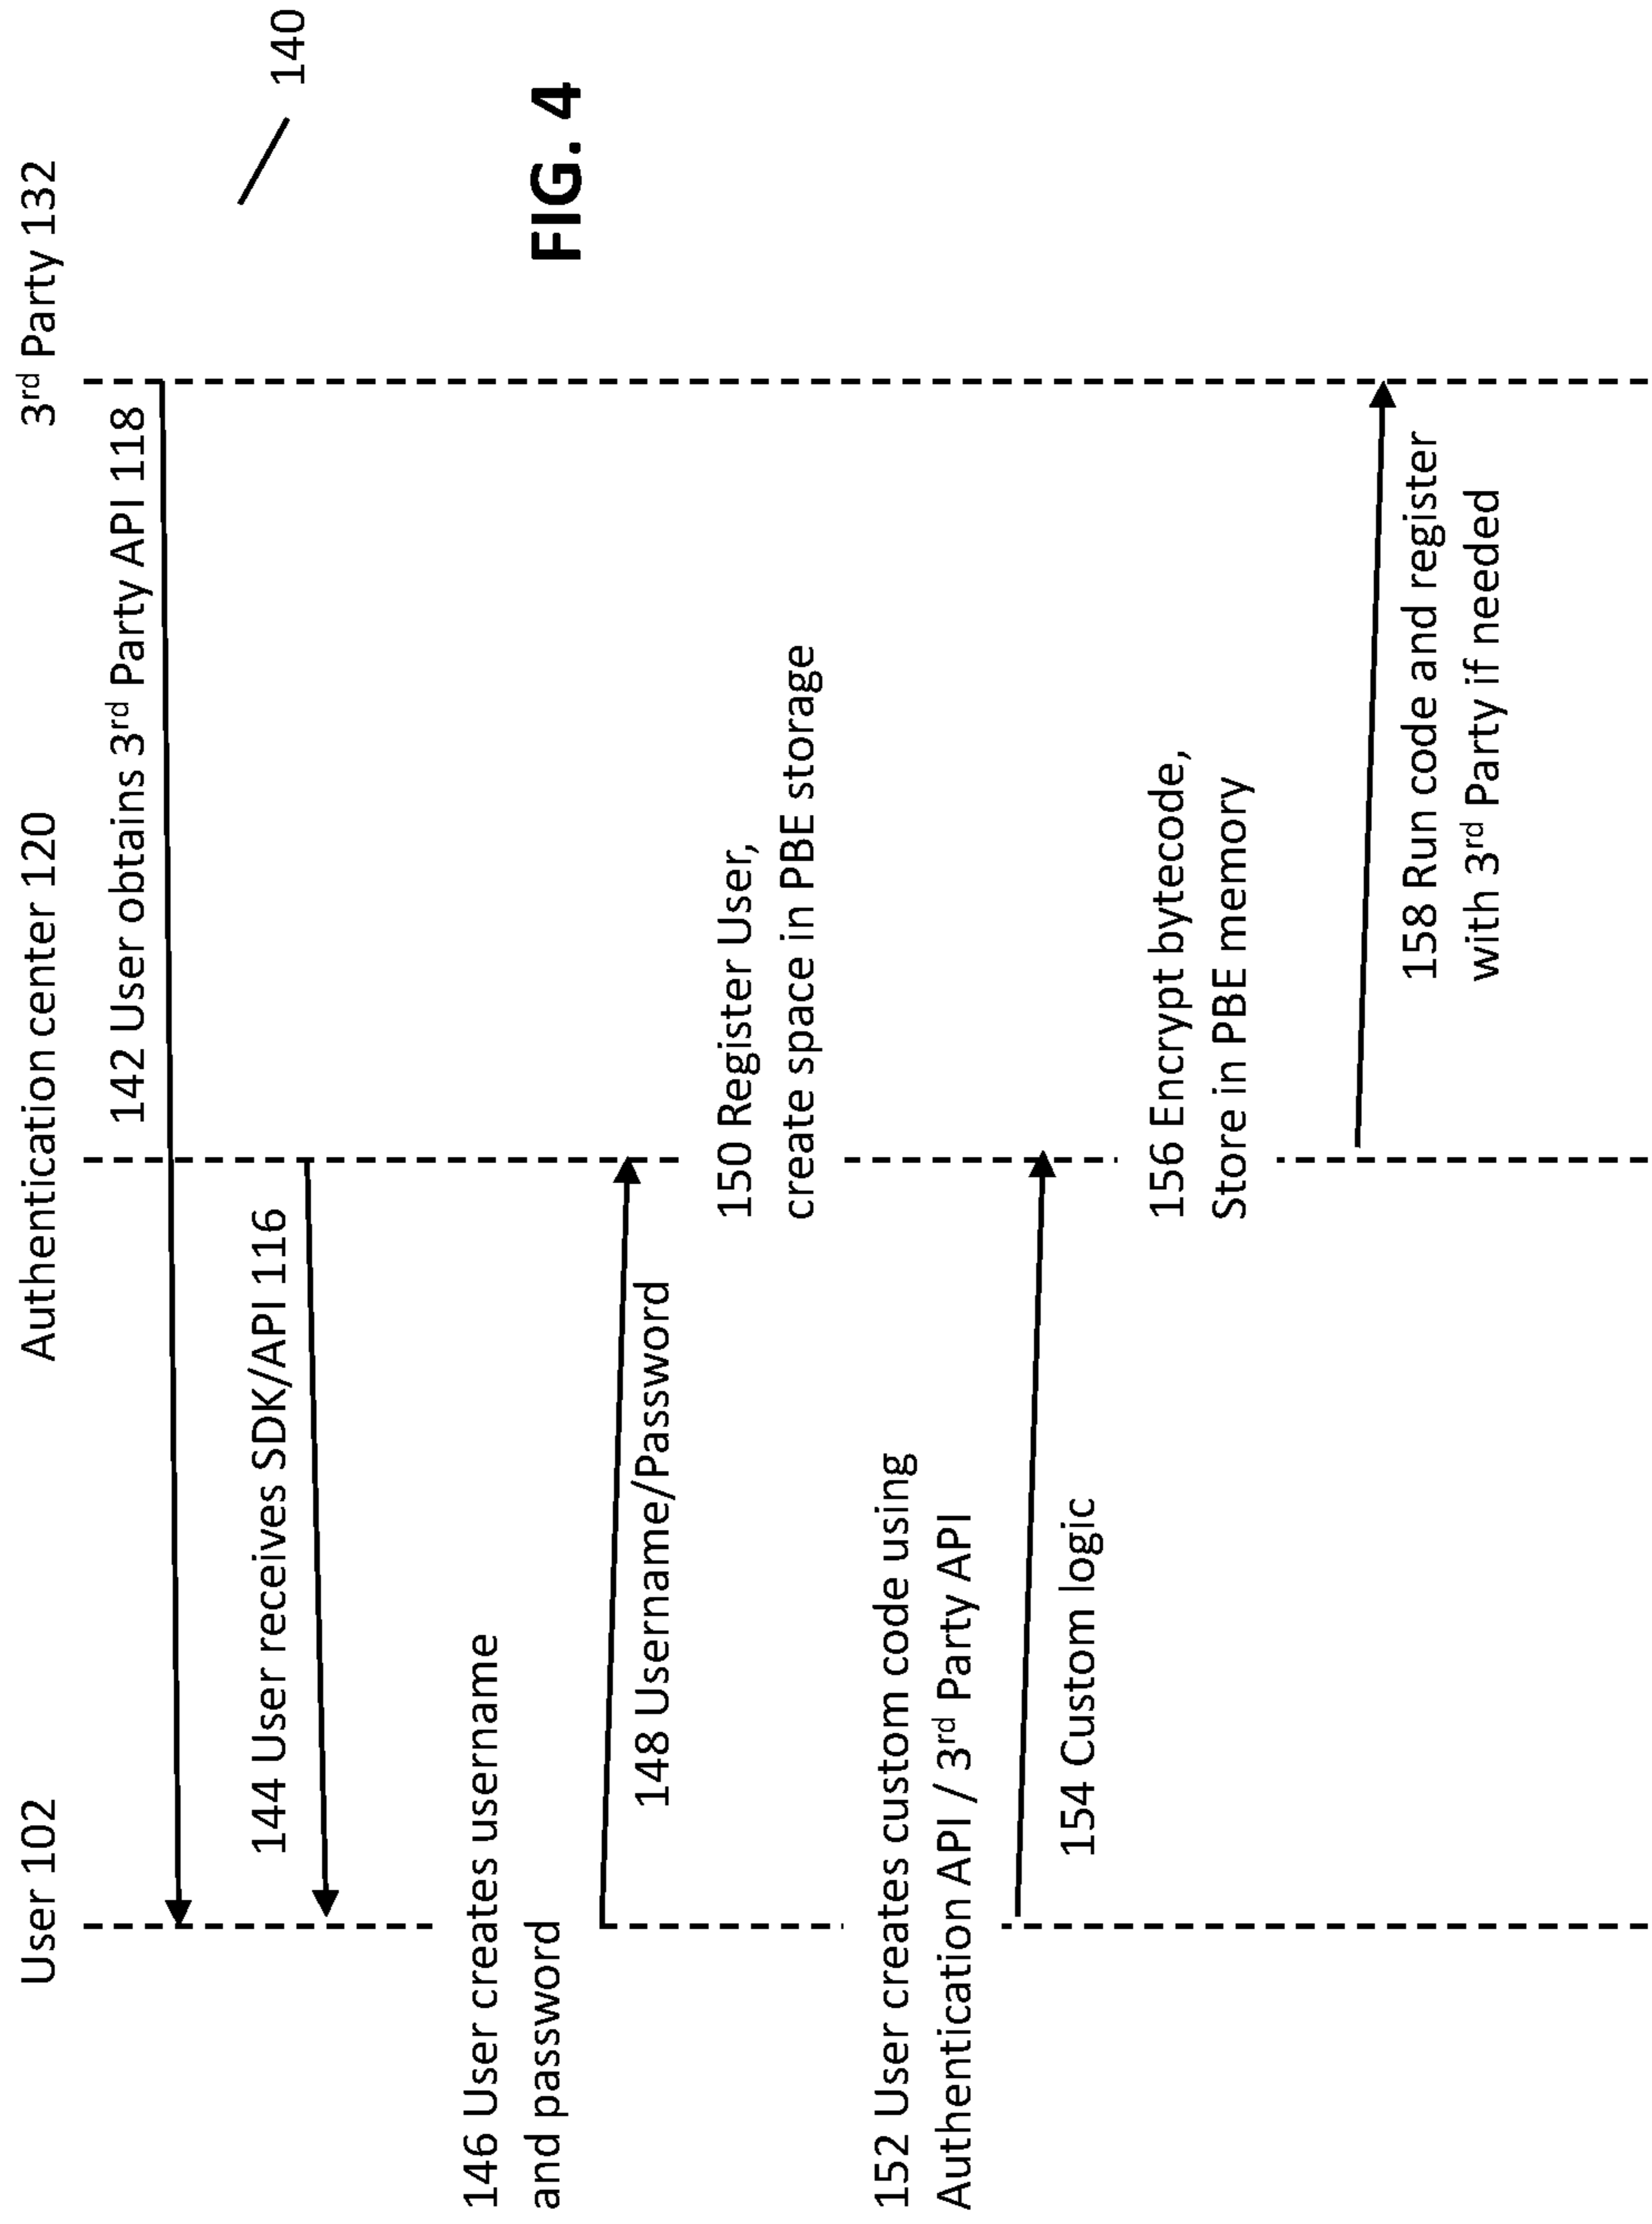 User 102
Authentication center 120
3rd Party 132
142 User obtains 3rd Party API 118
140
144 User receives SDK/API 116
146 User creates username
and password
FIG. 4
148 Username/Password
150 Register User,
create space in PBE storage
152 User creates custom code using
Authentication API / 3rd Party API
154 Custom logic
156 Encrypt bytecode,
Store in PBE memory
158 Run code and register
with 3rd Party if needed